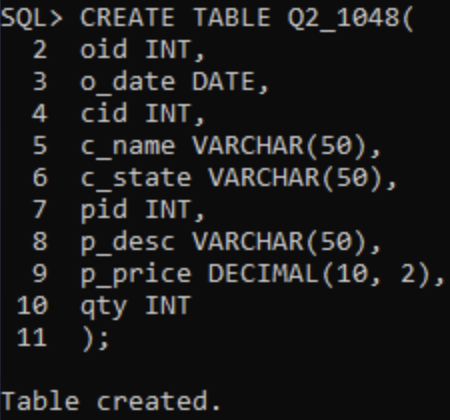 SQL> CREATE TABLE Q2_1048(
2 oid INT,
3 o_date DATE,
4 cid INT,
5 c_name VARCHAR(50),
6 c_state VARCHAR(50),
7 pid INT,
8 p_desc VARCHAR(50),
9 p_price DECIMAL(10, 2),
10 qty INT
11 );
Table created.